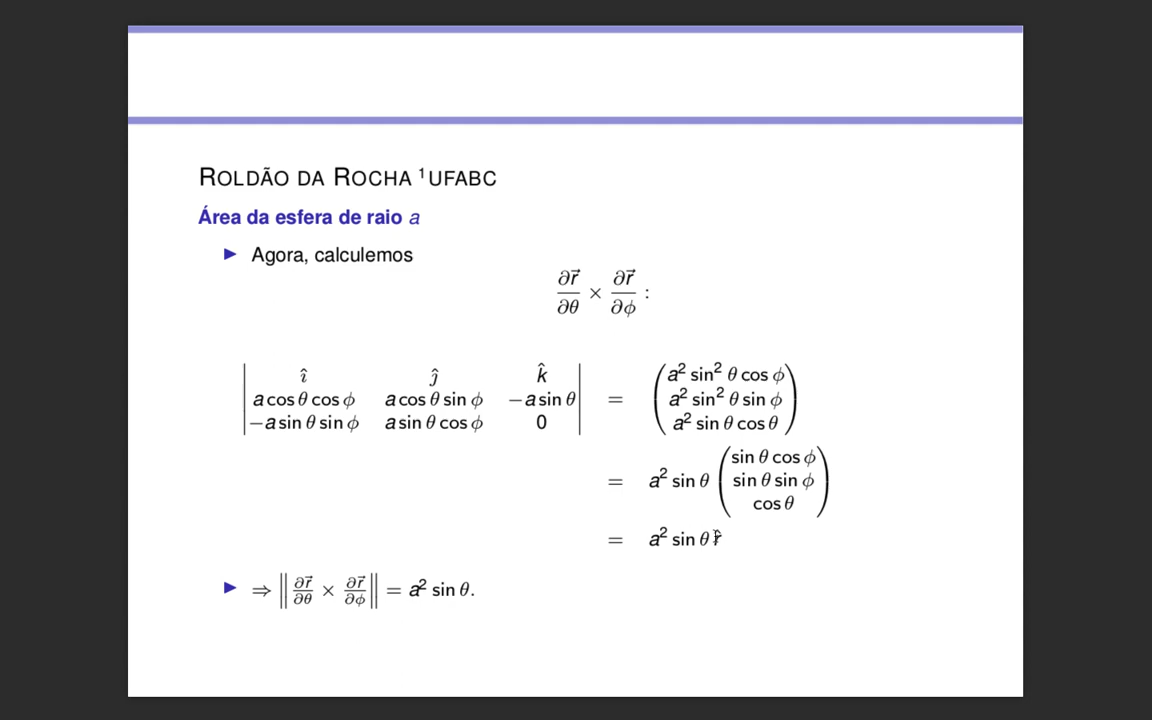 ROLDÃO DA ROCHA ¹UFABC
Área da esfera de raio a
▶ Agora, calculemos
∂r⃗/∂θ × ∂r⃗/∂ϕ :
| î ĵ k̂ |
| a cos θ cos ϕ a cos θ sin ϕ −a sin θ |
| −a sin θ sin ϕ a sin θ cos ϕ 0 |
= ( a² sin² θ cos ϕ
a² sin² θ sin ϕ
a² sin θ cos θ )
= a² sin θ ( sin θ cos ϕ
sin θ sin ϕ
cos θ )
= a² sin θ r̂
▶ ⇒ ‖∂r⃗/∂θ × ∂r⃗/∂ϕ‖ = a² sin θ.